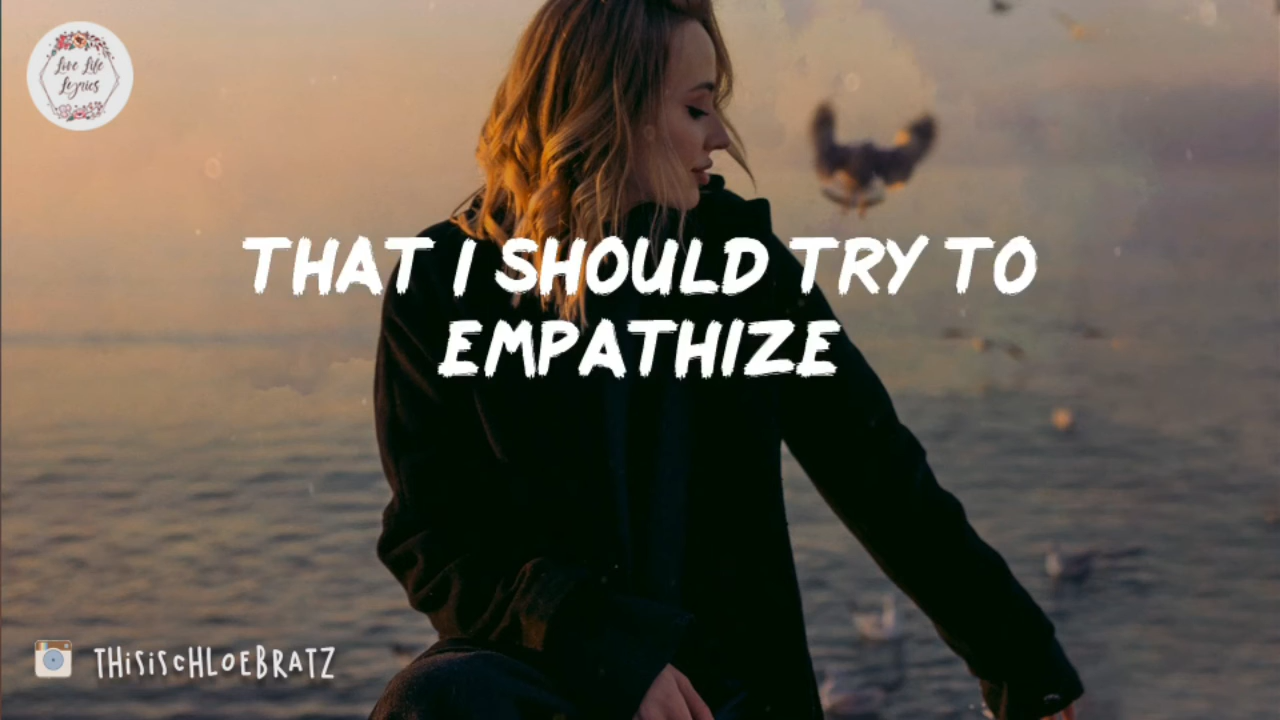 Live Life
Lyrics
THAT I SHOULD TRY TO
EMPATHIZE
THiSiSCHLOEBRATZ